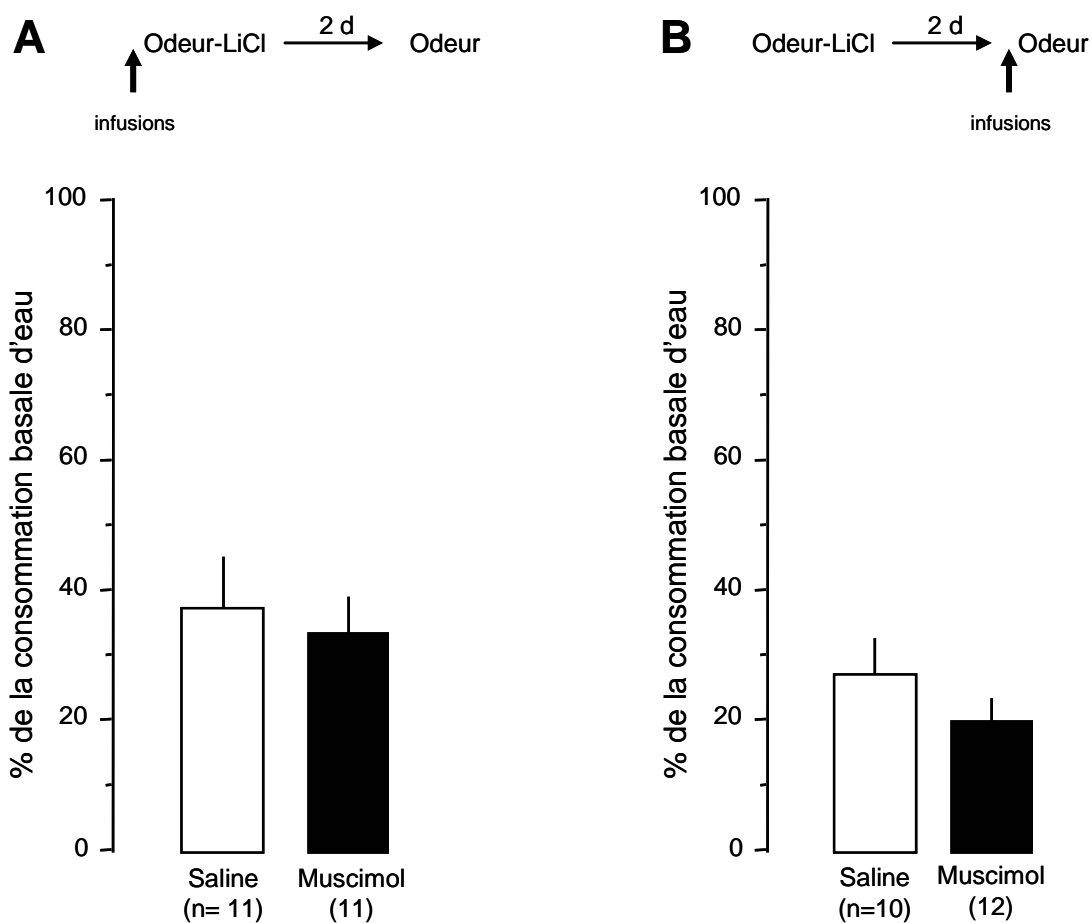 A
Odeur-LiCl 2 d Odeur
infusions
% de la consommation basale d'eau
100
80
60
40
20
0
Saline
(n= 11)
Muscimol
(11)
B
Odeur-LiCl 2 d Odeur
infusions
% de la consommation basale d'eau
100
80
60
40
20
0
Saline
(n=10)
Muscimol
(12)